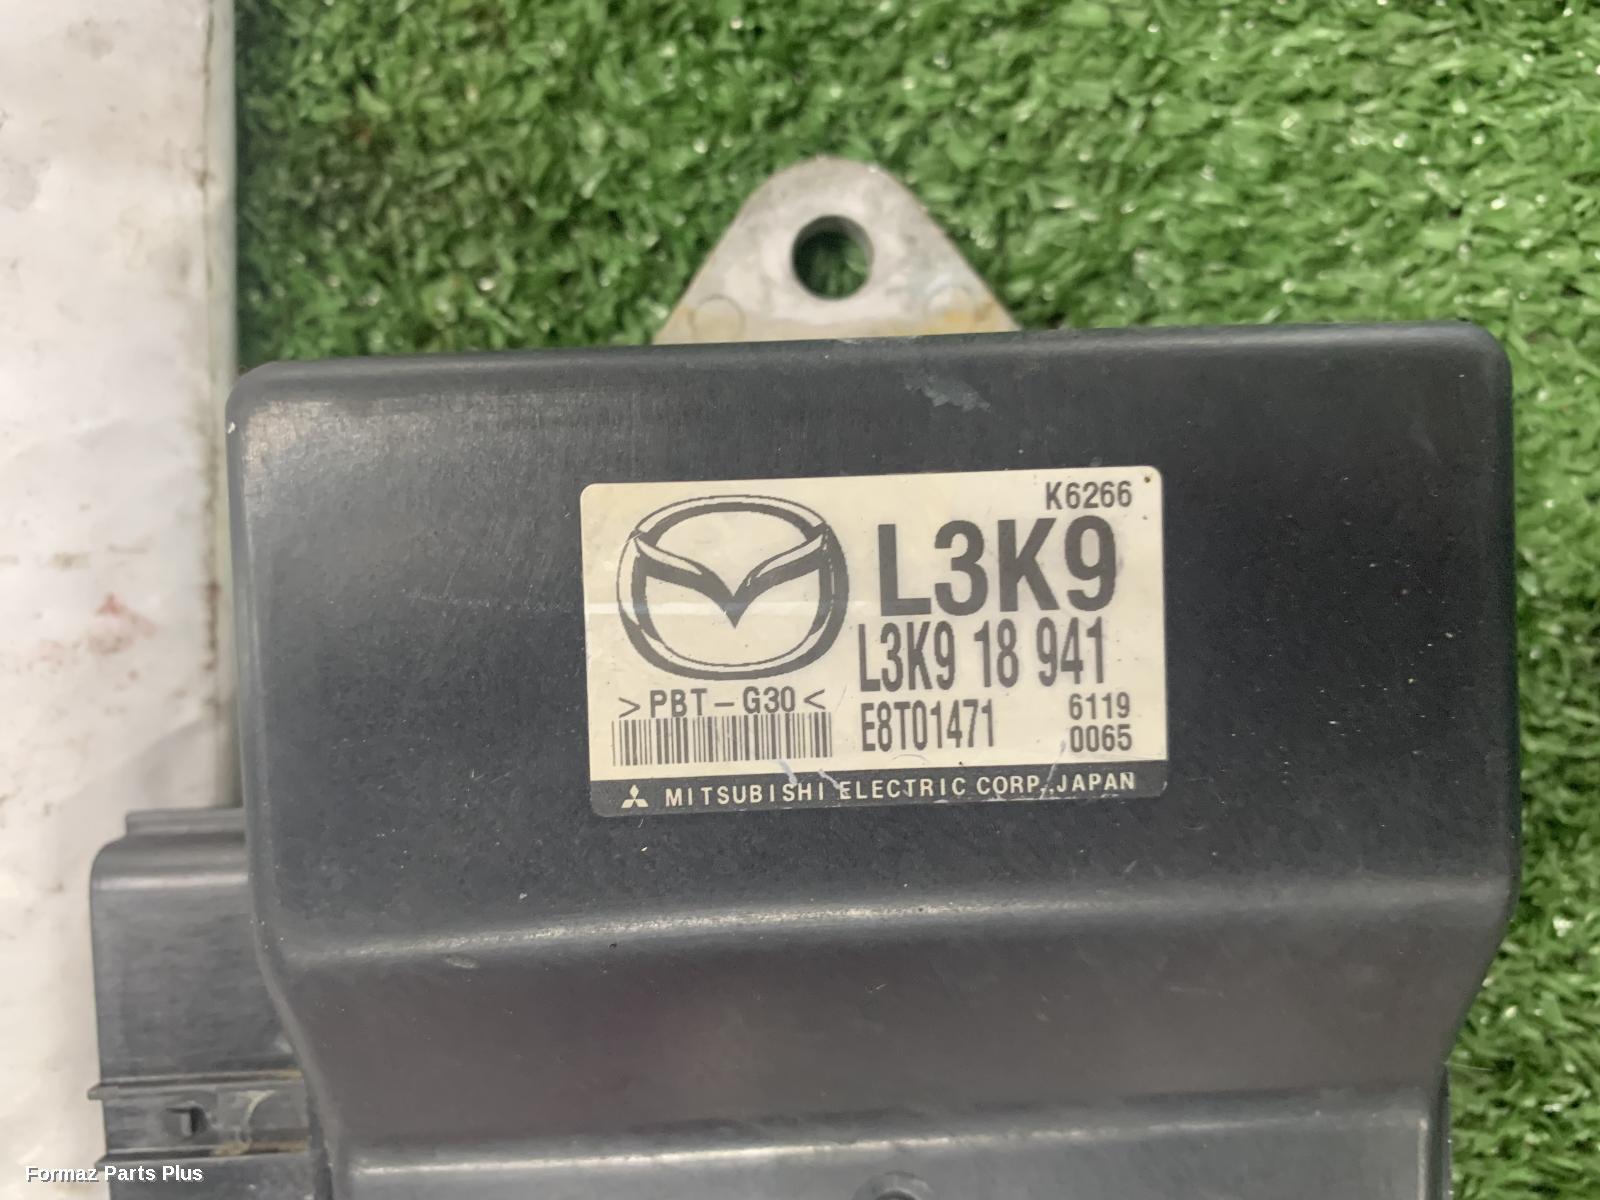 K6266
L3K9
L3K9 18 941
>PBT-G30<
E8T01471
6119
0065
MITSUBISHI ELECTRIC CORP.,JAPAN
Formaz Parts Plus